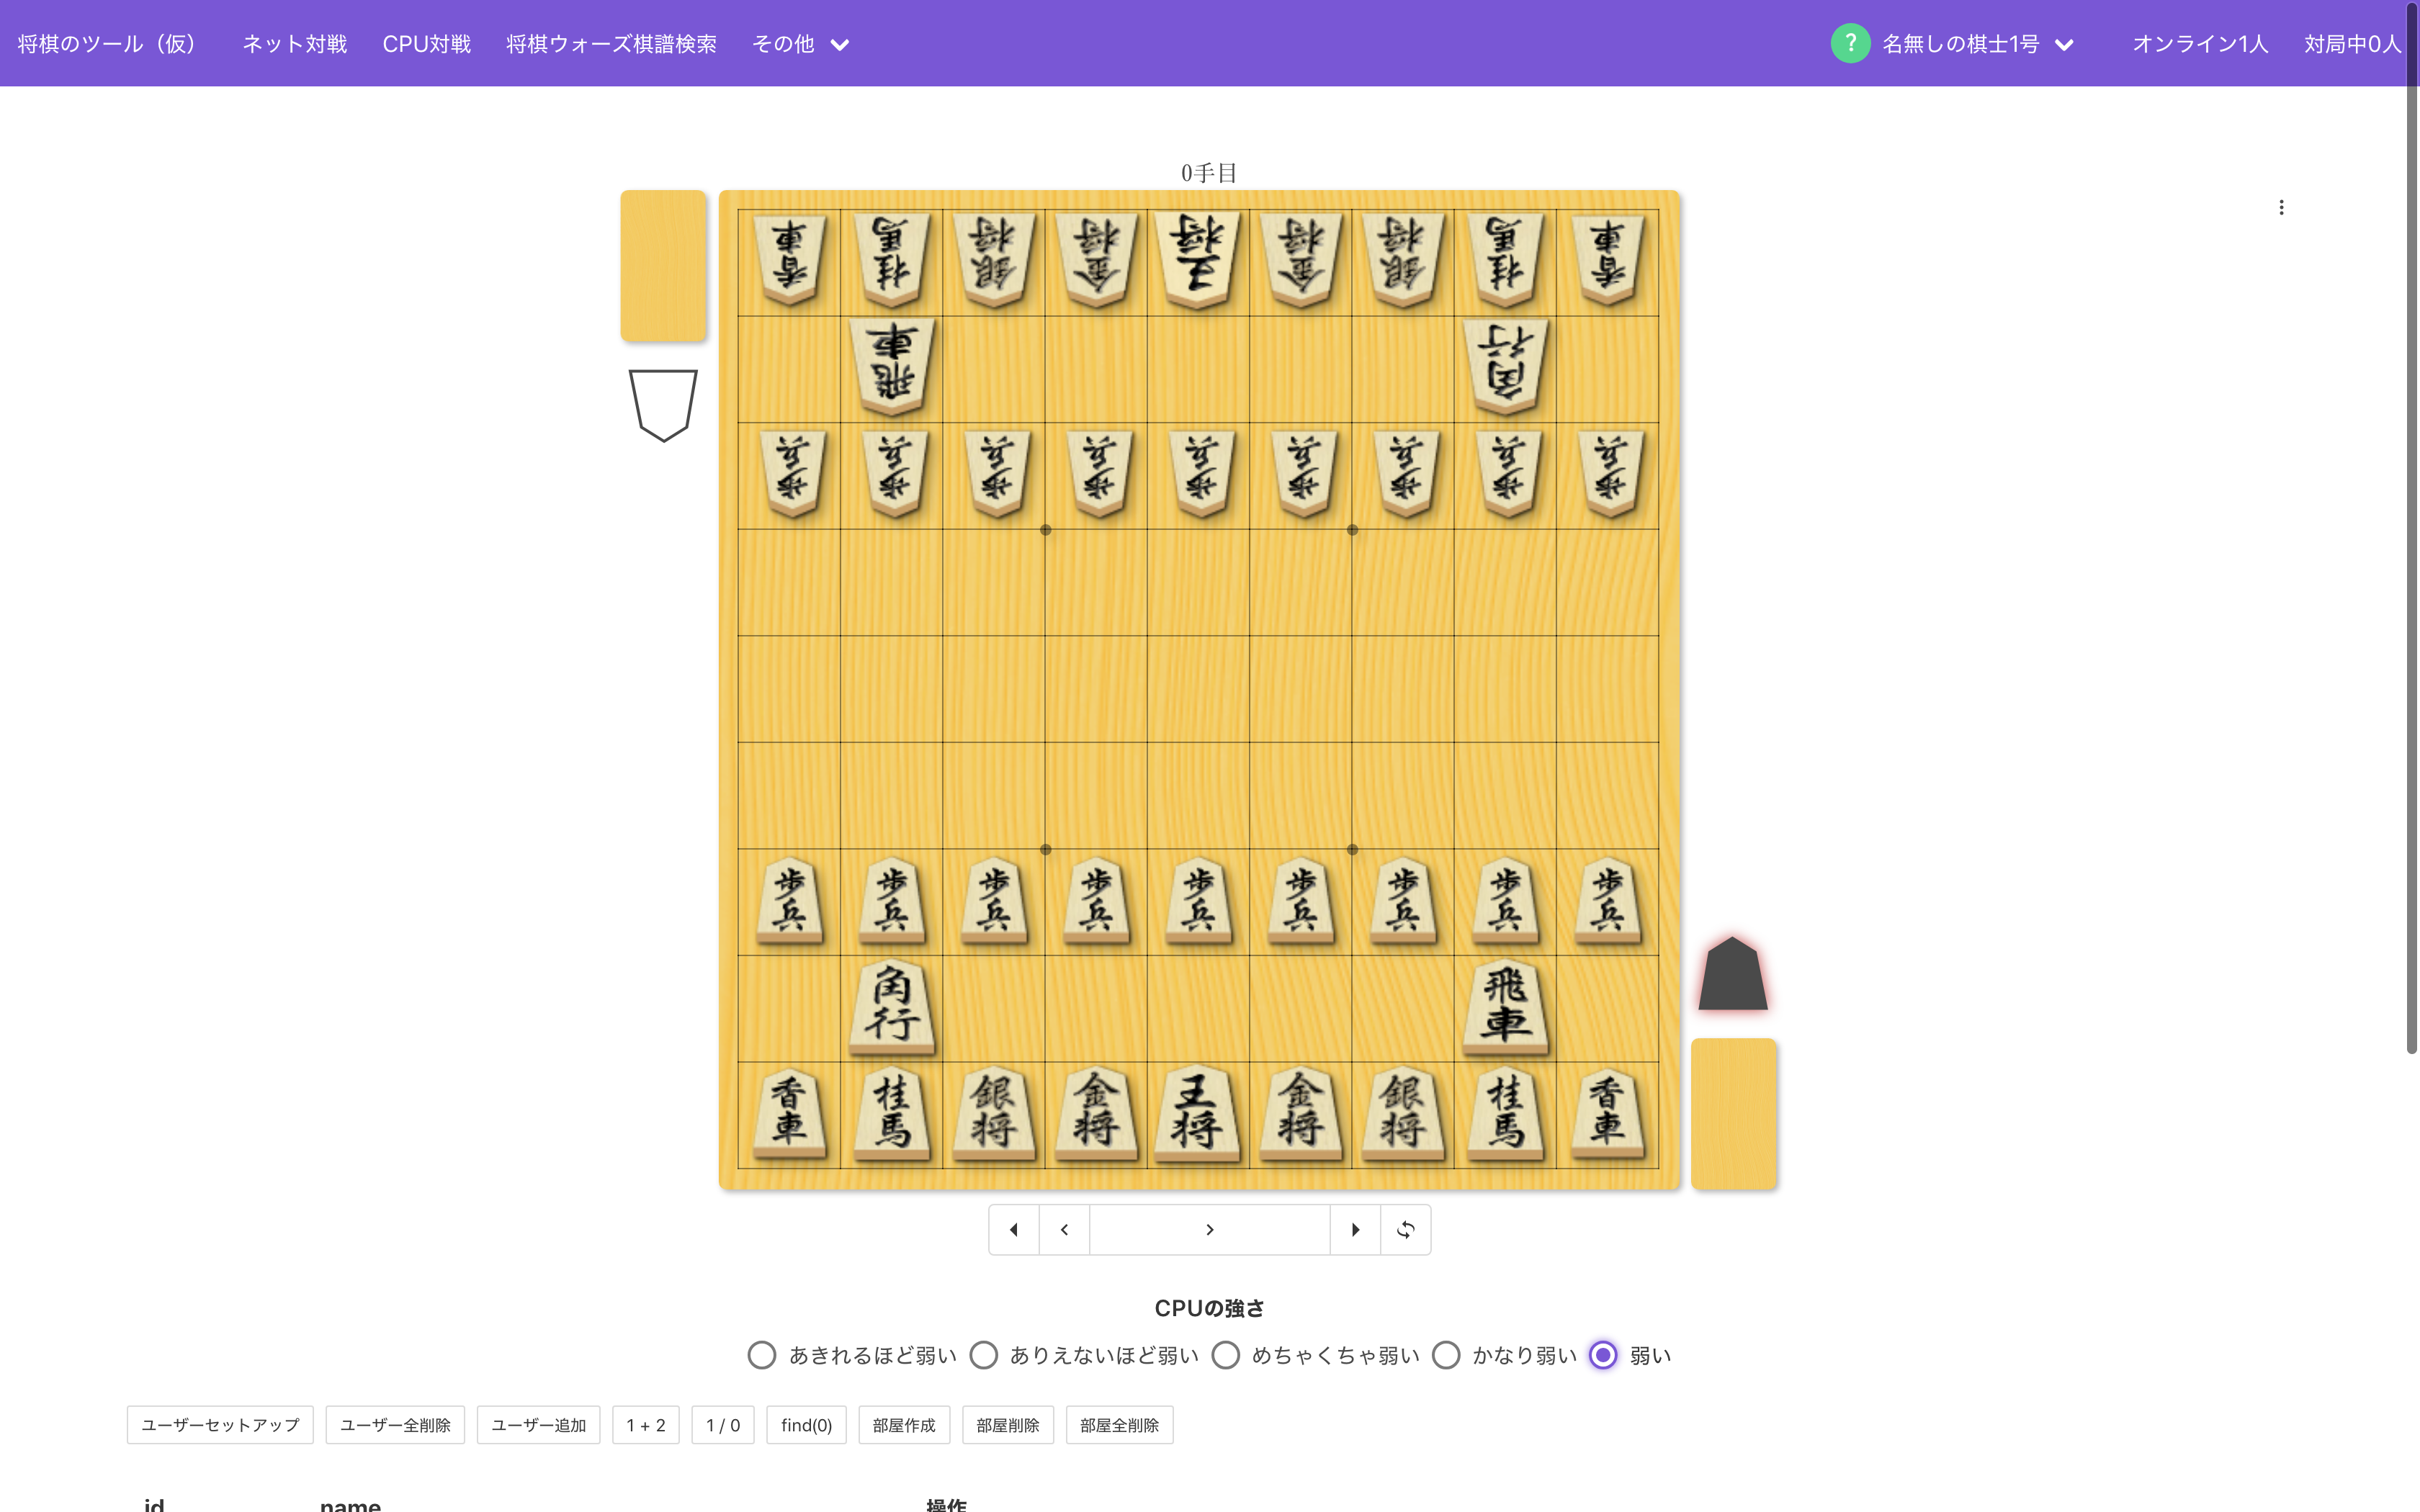 将棋のツール（仮） ネット対戦 CPU対戦 将棋ウォーズ棋譜検索 その他 ? 名無しの棋士1号 オンライン1人 対局中0人
0手目
香車 桂馬 銀将 金将 王将 金将 銀将 桂馬 香車
飛車 角行
歩兵 歩兵 歩兵 歩兵 歩兵 歩兵 歩兵 歩兵 歩兵
歩兵 歩兵 歩兵 歩兵 歩兵 歩兵 歩兵 歩兵 歩兵
角行 飛車
香車 桂馬 銀将 金将 王将 金将 銀将 桂馬 香車
CPUの強さ
あきれるほど弱い ありえないほど弱い めちゃくちゃ弱い かなり弱い 弱い
ユーザーセットアップ ユーザー全削除 ユーザー追加 1 + 2 1 / 0 find(0) 部屋作成 部屋削除 部屋全削除
id name 操作